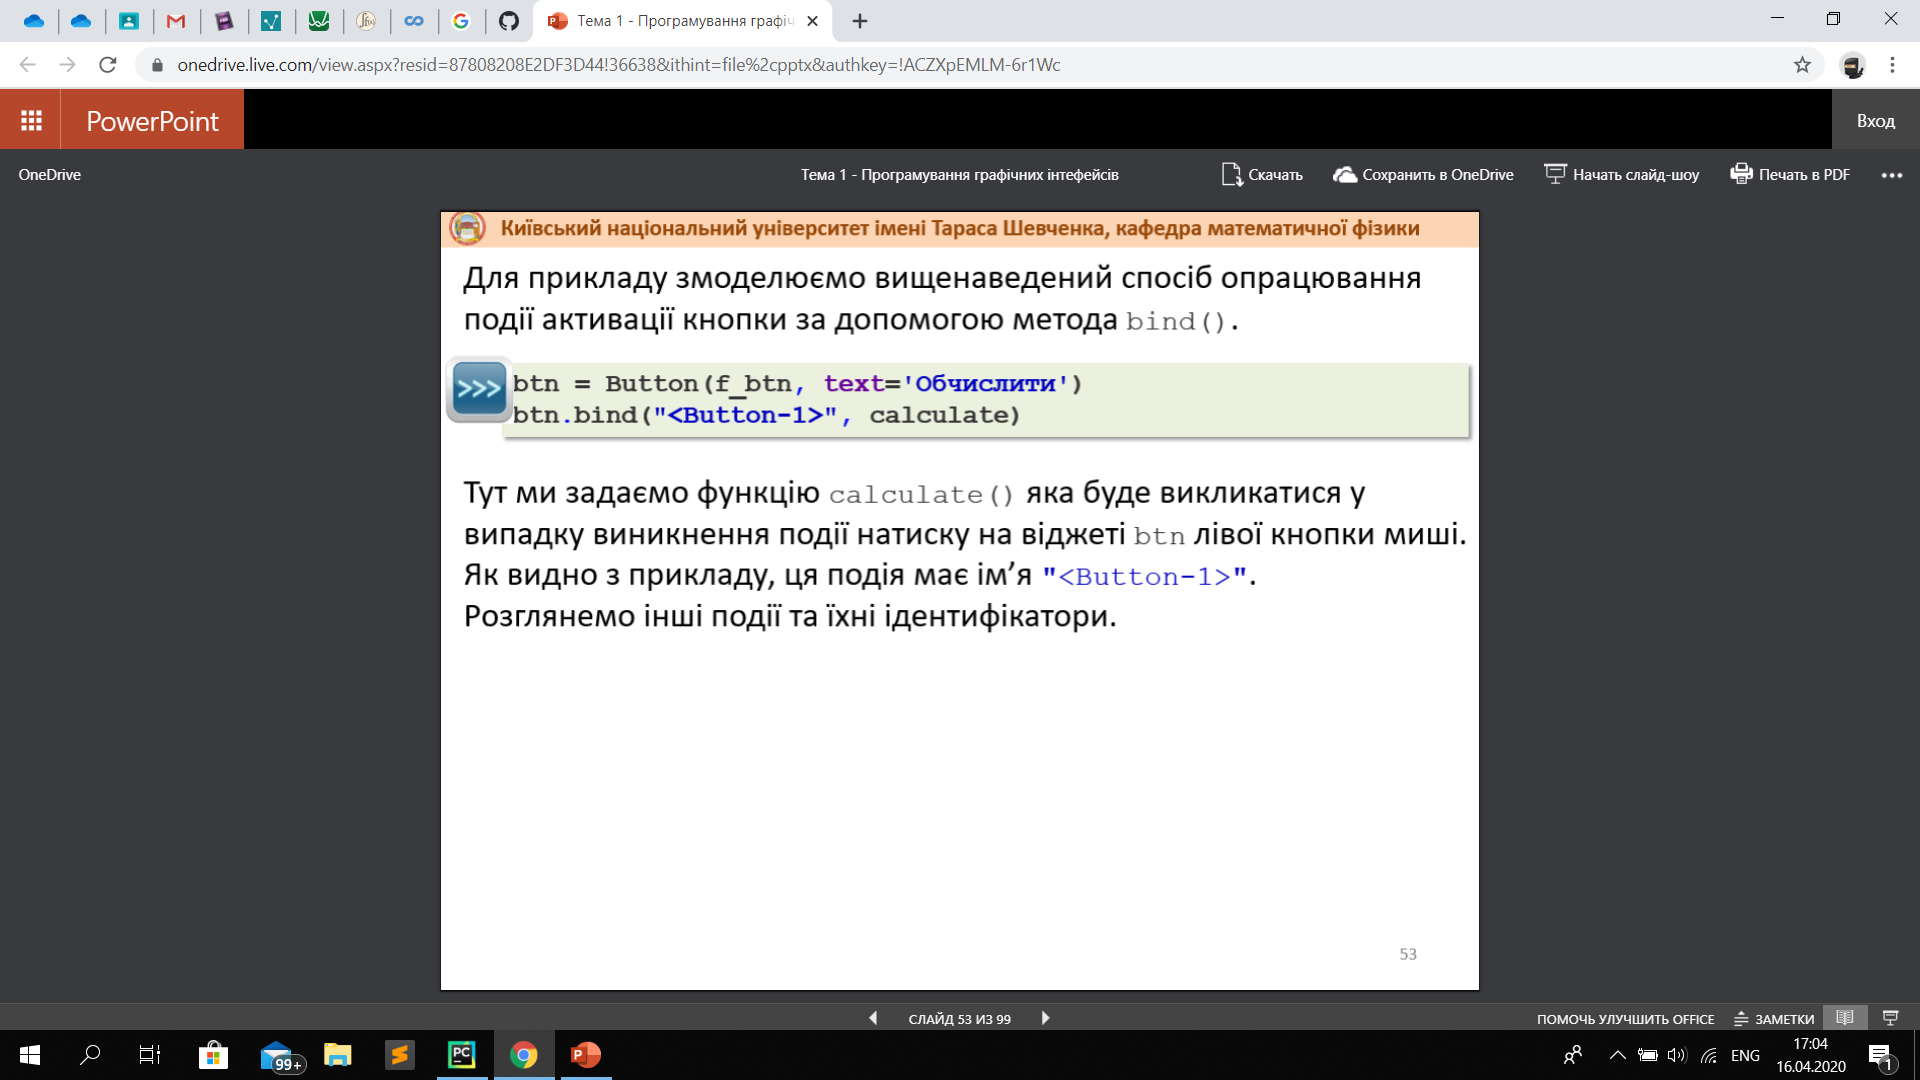 Тема 1 - Програмування графіч
onedrive.live.com/view.aspx?resid=87808208E2DF3D44!36638&ithint=file%2cpptx&authkey=!ACZXpEMLM-6r1Wc
PowerPoint
Вход
OneDrive
Тема 1 - Програмування графічних інтефейсів
Скачать
Сохранить в OneDrive
Начать слайд-шоу
Печать в PDF
Київський національний університет імені Тараса Шевченка, кафедра математичної фізики
Для прикладу змоделюємо вищенаведений спосіб опрацювання
події активації кнопки за допомогою метода bind().
>>>
btn = Button(f_btn, text='Обчислити')
btn.bind("<Button-1>", calculate)
Тут ми задаємо функцію calculate() яка буде викликатися у
випадку виникнення події натиску на віджеті btn лівої кнопки миші.
Як видно з прикладу, ця подія має ім’я "<Button-1>".
Розглянемо інші події та їхні ідентифікатори.
53
СЛАЙД 53 ИЗ 99
ПОМОЧЬ УЛУЧШИТЬ OFFICE
ЗАМЕТКИ
99+
PC
ENG
17:04
16.04.2020
1